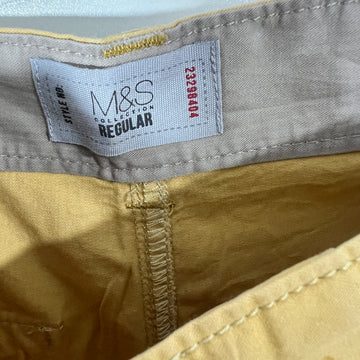 STYLE NO:
M&S
COLLECTION
REGULAR
23298404